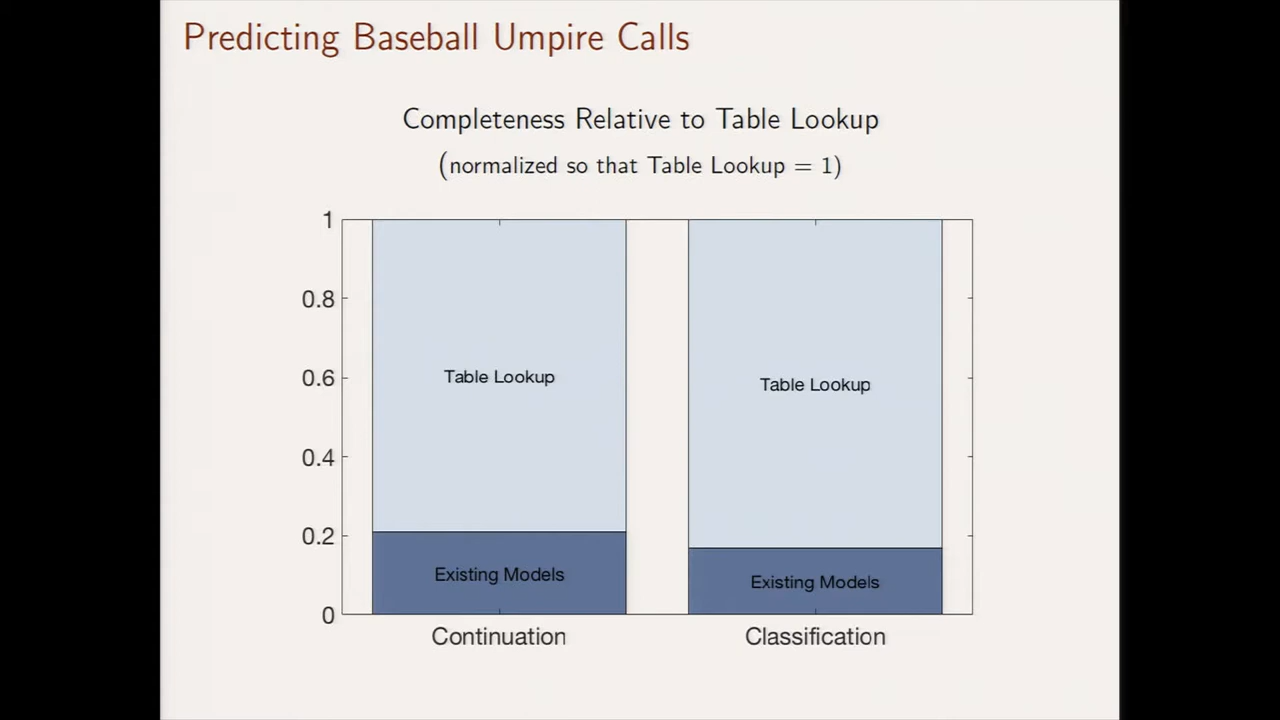 Predicting Baseball Umpire Calls
Completeness Relative to Table Lookup
(normalized so that Table Lookup = 1)
1
0.8
0.6
0.4
0.2
0
Table Lookup
Table Lookup
Existing Models
Existing Models
Continuation
Classification